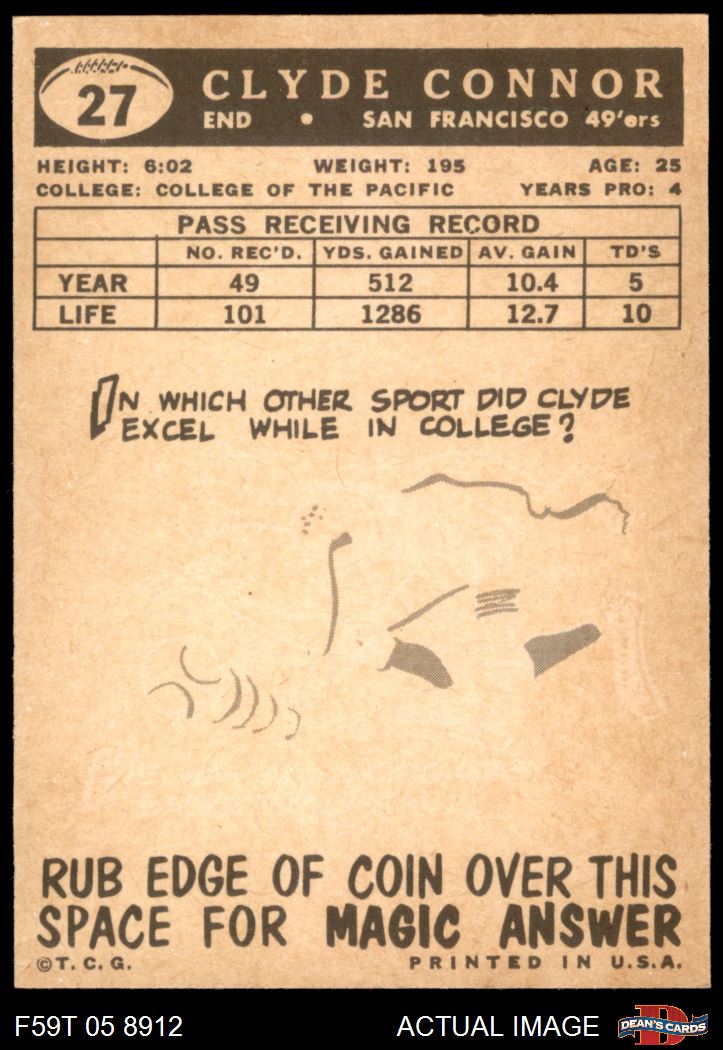 27
CLYDE CONNOR
END • SAN FRANCISCO 49'ers
HEIGHT: 6:02 WEIGHT: 195 AGE: 25
COLLEGE: COLLEGE OF THE PACIFIC YEARS PRO: 4
PASS RECEIVING RECORD
NO. REC'D. YDS. GAINED AV. GAIN TD'S
YEAR 49 512 10.4 5
LIFE 101 1286 12.7 10
IN WHICH OTHER SPORT DID CLYDE
EXCEL WHILE IN COLLEGE?
RUB EDGE OF COIN OVER THIS
SPACE FOR MAGIC ANSWER
©T. C. G. PRINTED IN U.S.A.
F59T 05 8912 ACTUAL IMAGE DEAN'S CARDS